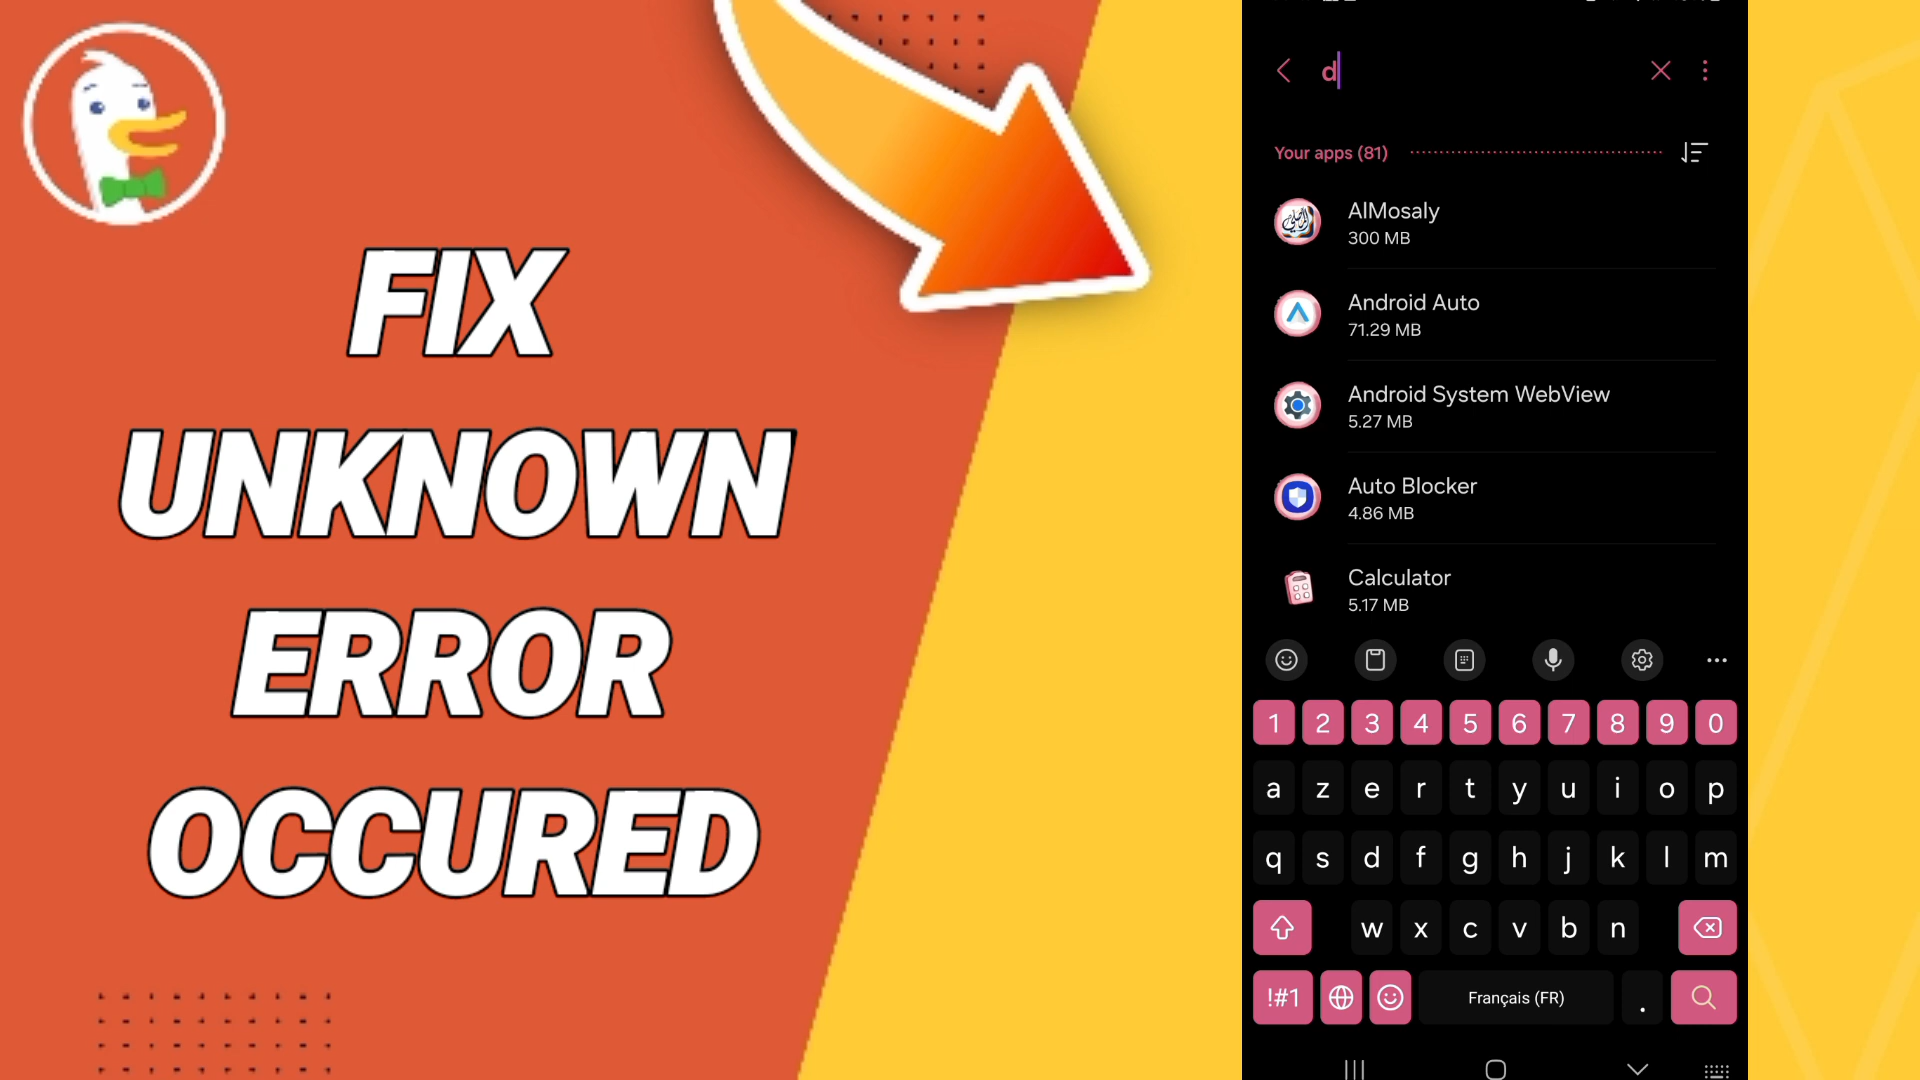 FIX
UNKNOWN
ERROR
OCCURED
d
Your apps (81)
AlMosaly
300 MB
Android Auto
71.29 MB
Android System WebView
5.27 MB
Auto Blocker
4.86 MB
Calculator
5.17 MB
1 2 3 4 5 6 7 8 9 0
a z e r t y u i o p
q s d f g h j k l m
w x c v b n
!#1 Français (FR) .